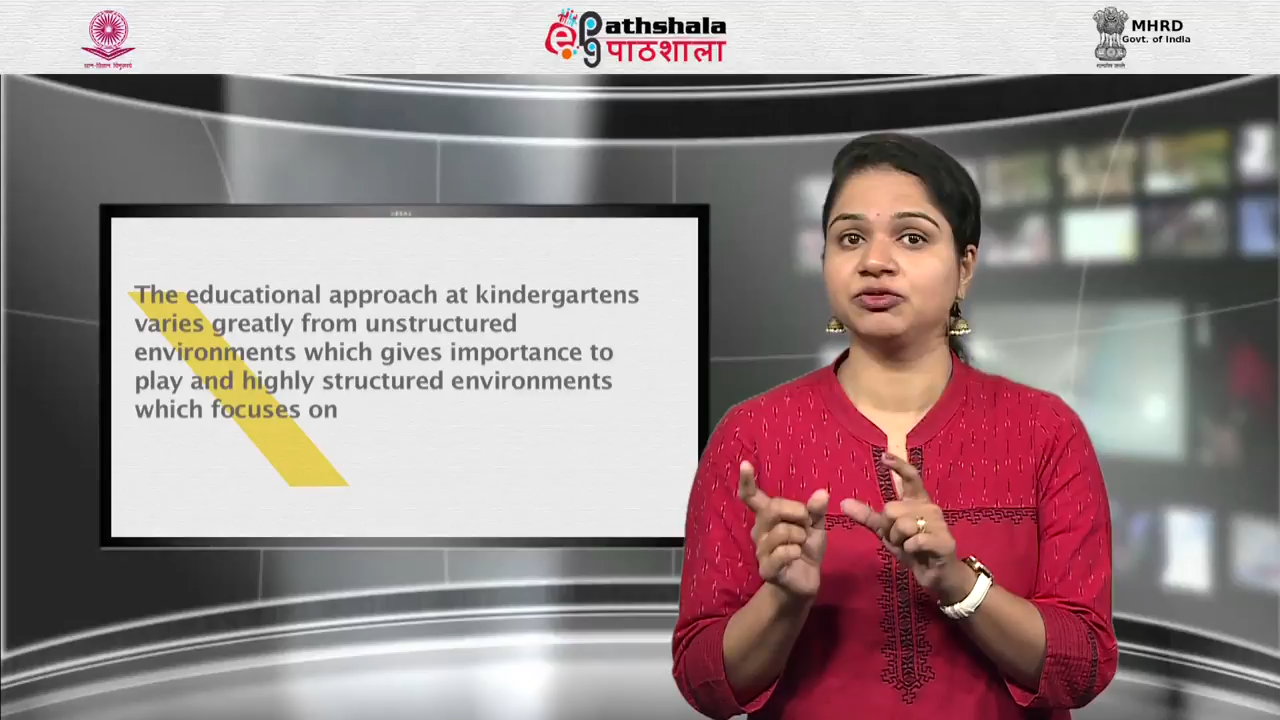 Pathshala
पाठशाला
MHRD
Govt. of India
The educational approach at kindergartens
varies greatly from unstructured
environments which gives importance to
play and highly structured environments
which focuses on